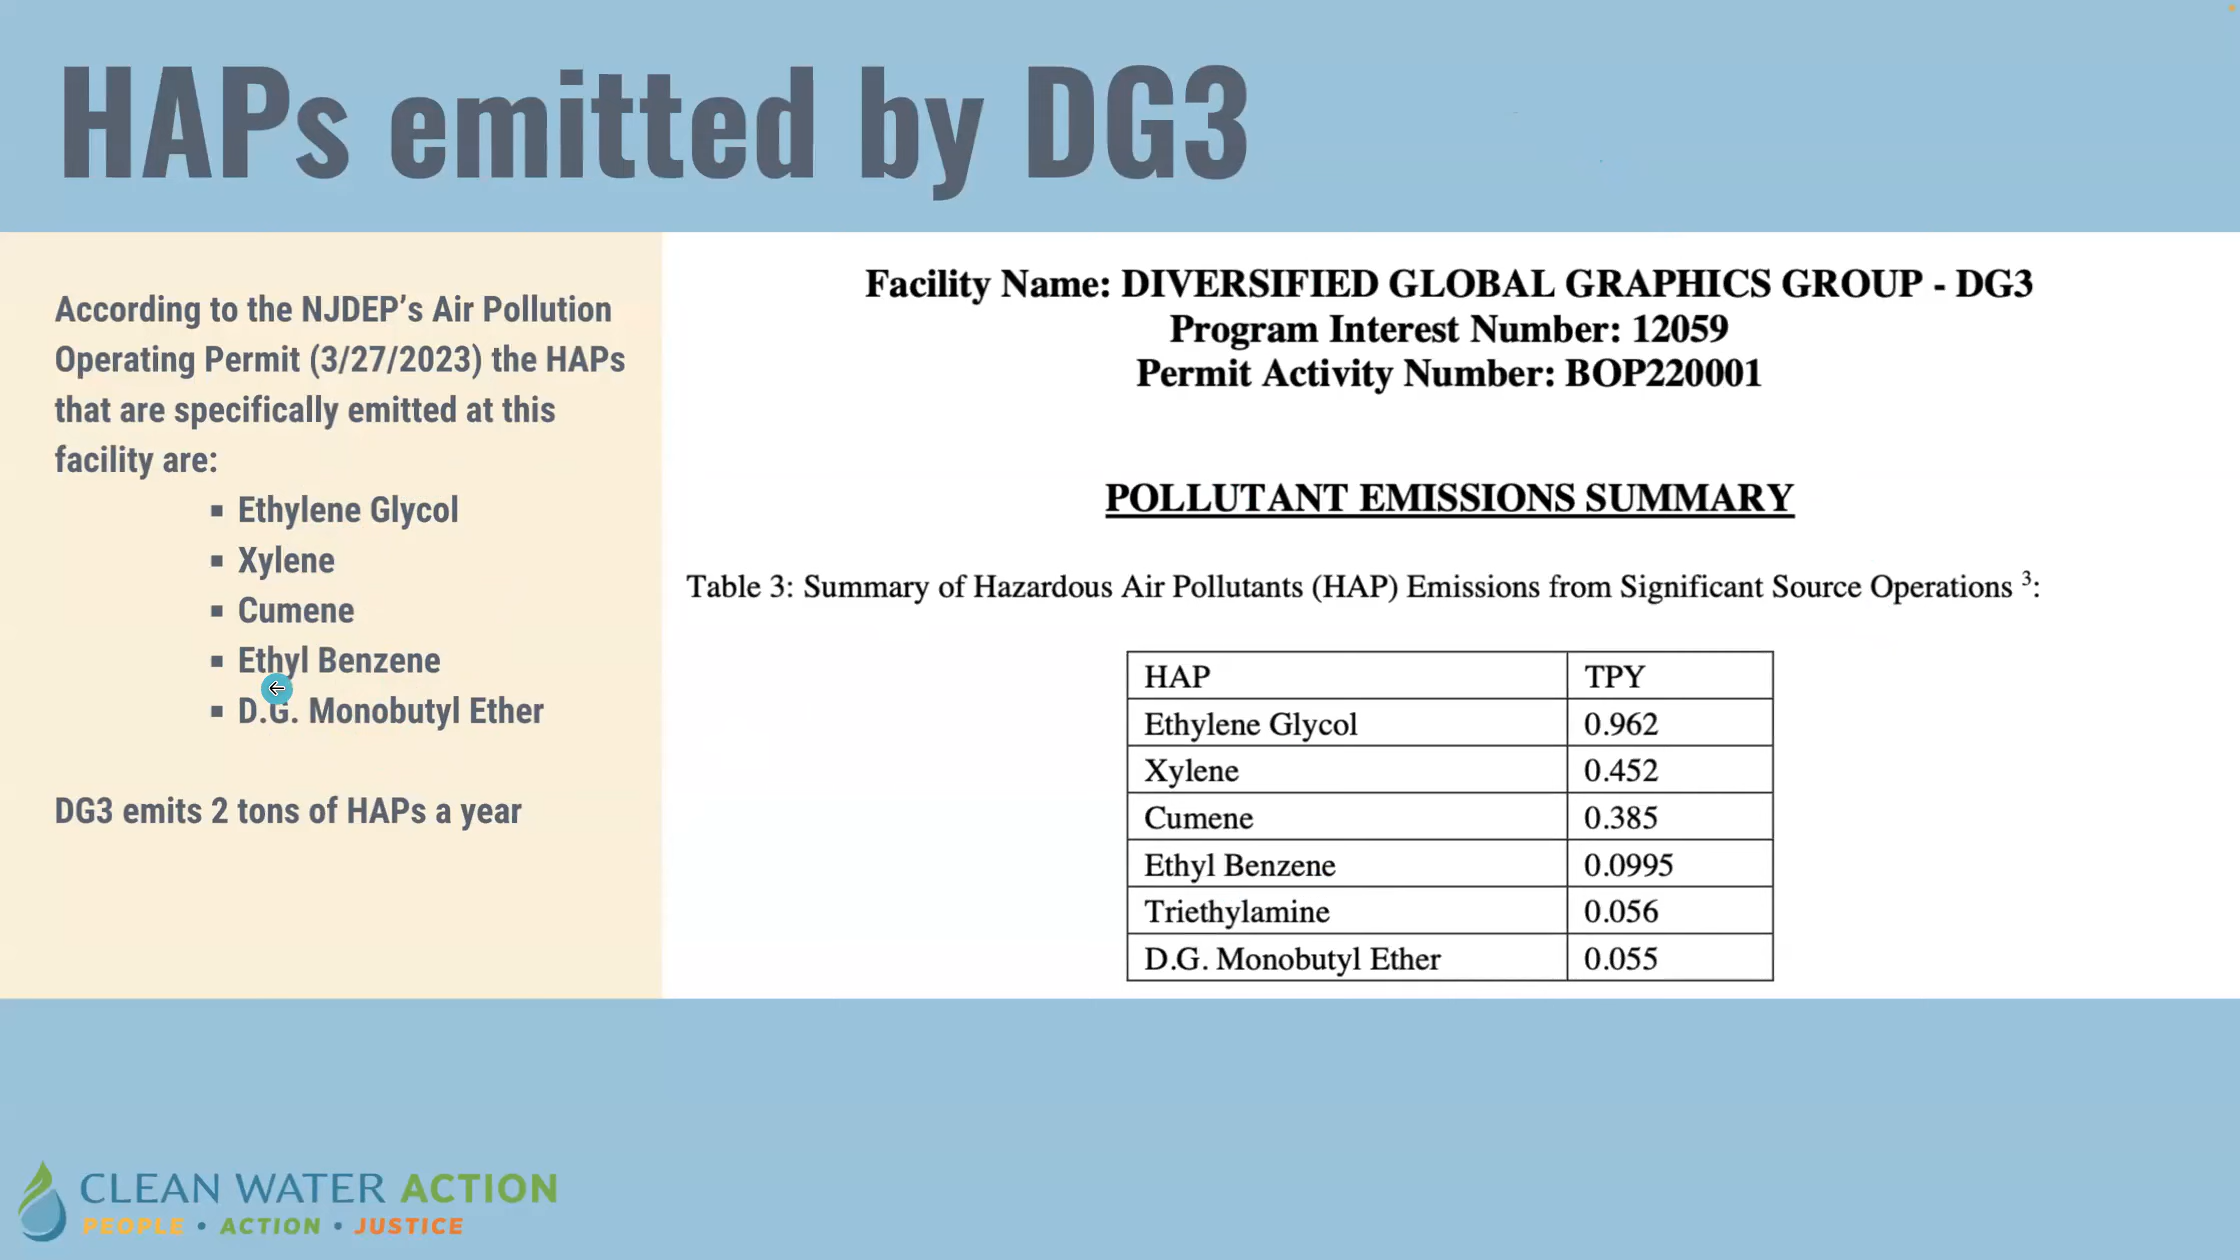 HAPs emitted by DG3
According to the NJDEP’s Air Pollution
Operating Permit (3/27/2023) the HAPs
that are specifically emitted at this
facility are:
▪ Ethylene Glycol
▪ Xylene
▪ Cumene
▪ Ethyl Benzene
▪ D.G. Monobutyl Ether
DG3 emits 2 tons of HAPs a year
Facility Name: DIVERSIFIED GLOBAL GRAPHICS GROUP - DG3
Program Interest Number: 12059
Permit Activity Number: BOP220001
POLLUTANT EMISSIONS SUMMARY
Table 3: Summary of Hazardous Air Pollutants (HAP) Emissions from Significant Source Operations ³:
HAP TPY
Ethylene Glycol 0.962
Xylene 0.452
Cumene 0.385
Ethyl Benzene 0.0995
Triethylamine 0.056
D.G. Monobutyl Ether 0.055
CLEAN WATER ACTION
PEOPLE • ACTION • JUSTICE